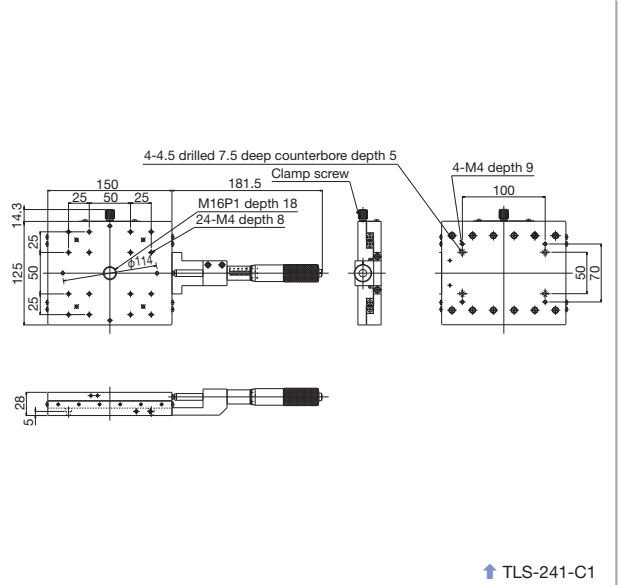 4-4.5 drilled 7.5 deep counterbore depth 5
Clamp screw
4-M4 depth 9
150
181.5
100
25 50 25
14.3
M16P1 depth 18
24-M4 depth 8
25
50
25
125
ϕ114
50
70
28
5
TLS-241-C1